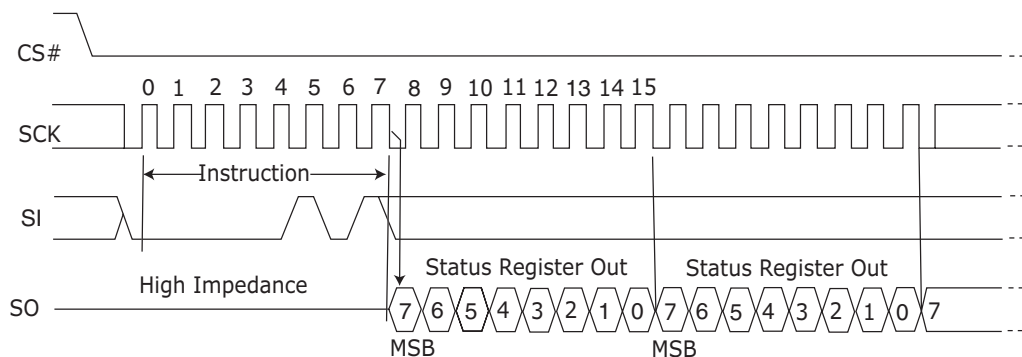 CS#
0 1 2 3 4 5 6 7 8 9 10 11 12 13 14 15
SCK
Instruction
SI
High Impedance Status Register Out Status Register Out
SO 7 6 5 4 3 2 1 0 7 6 5 4 3 2 1 0 7
MSB MSB